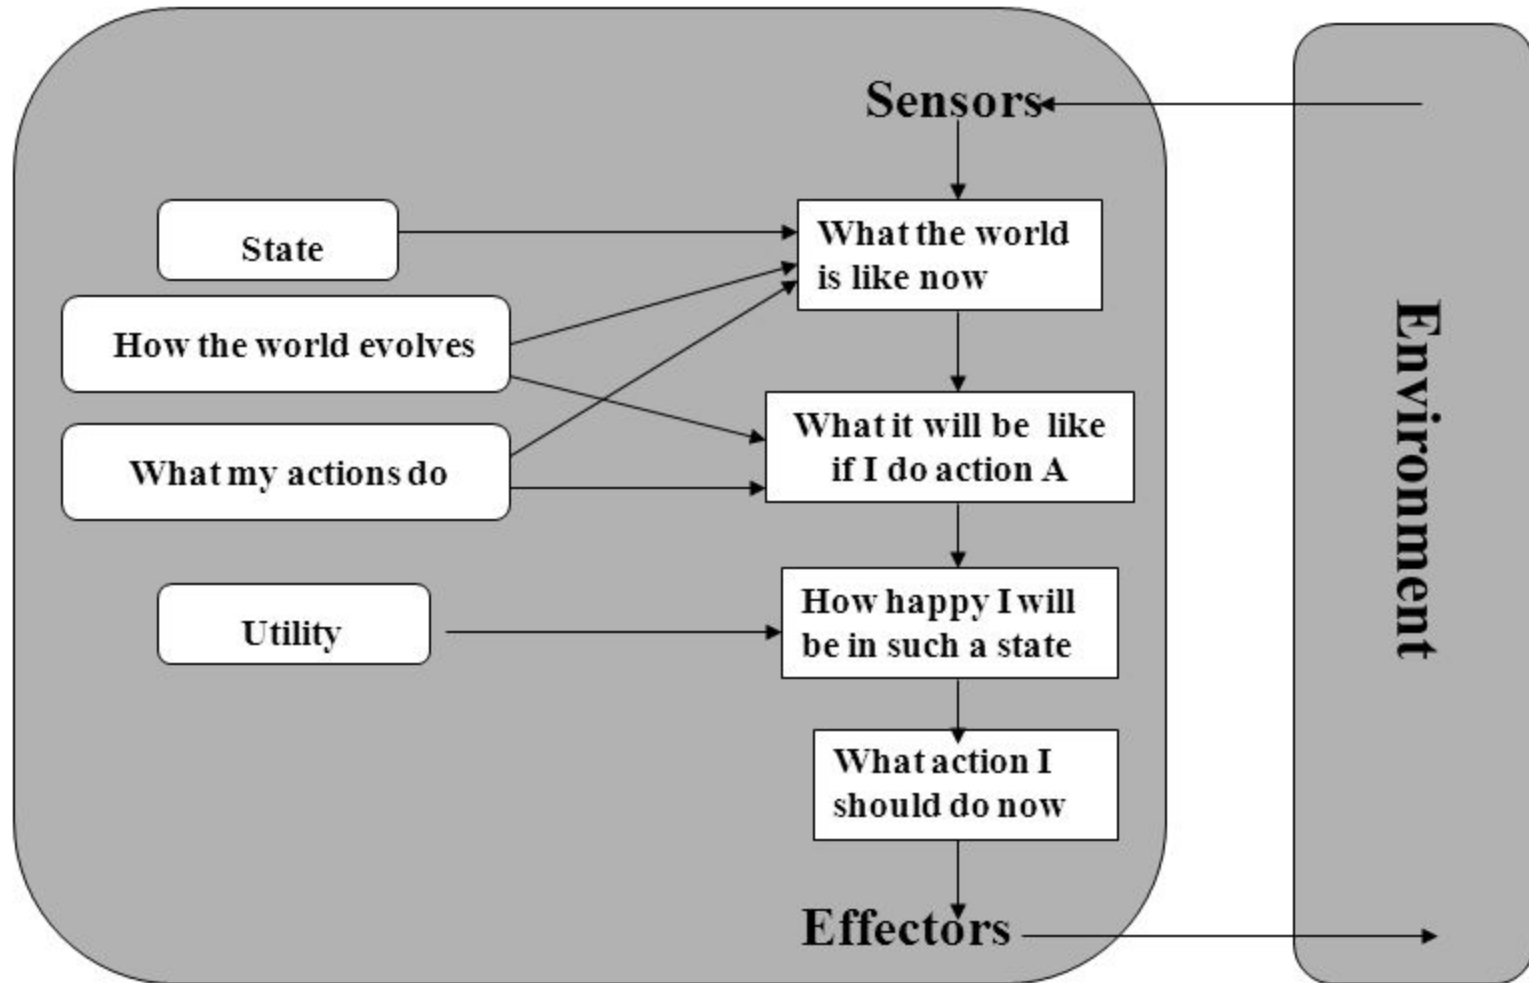 Sensors
State
What the world
is like now
How the world evolves
What my actions do
What it will be like
if I do action A
Utility
How happy I will
be in such a state
What action I
should do now
Effectors
Environment